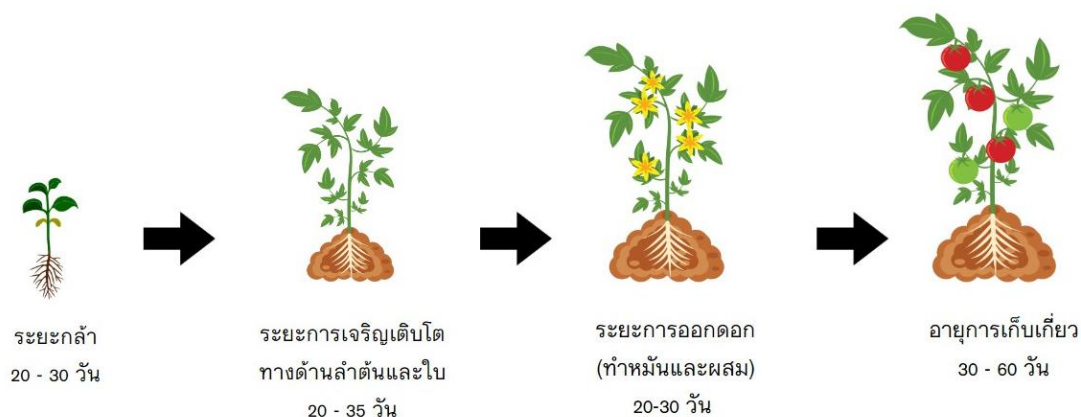 ระยะกล้า
20 - 30 วัน
ระยะการเจริญเติบโต
ทางด้านลำต้นและใบ
20 - 35 วัน
ระยะการออกดอก
(ทำหมันและผสม)
20-30 วัน
อายุการเก็บเกี่ยว
30 - 60 วัน